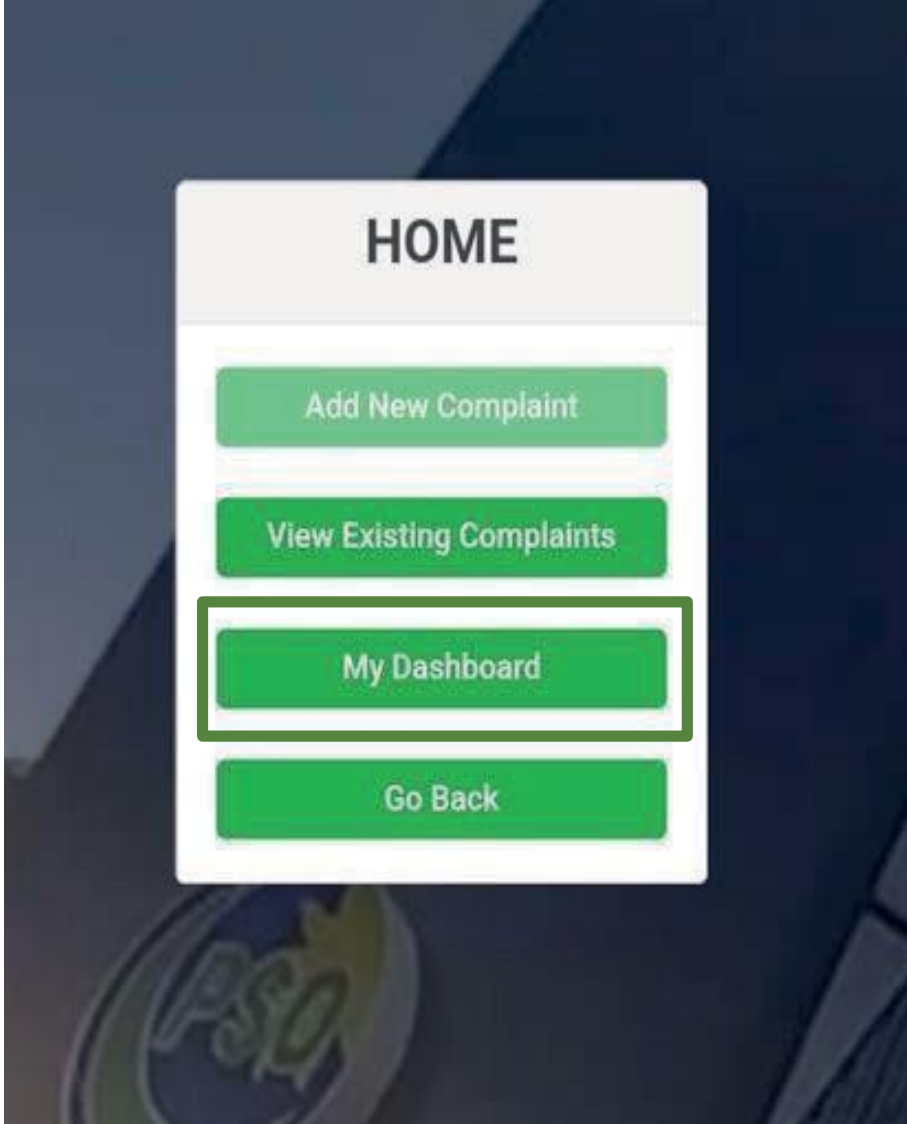 HOME
Add New Complaint
View Existing Complaints
My Dashboard
Go Back
PSO